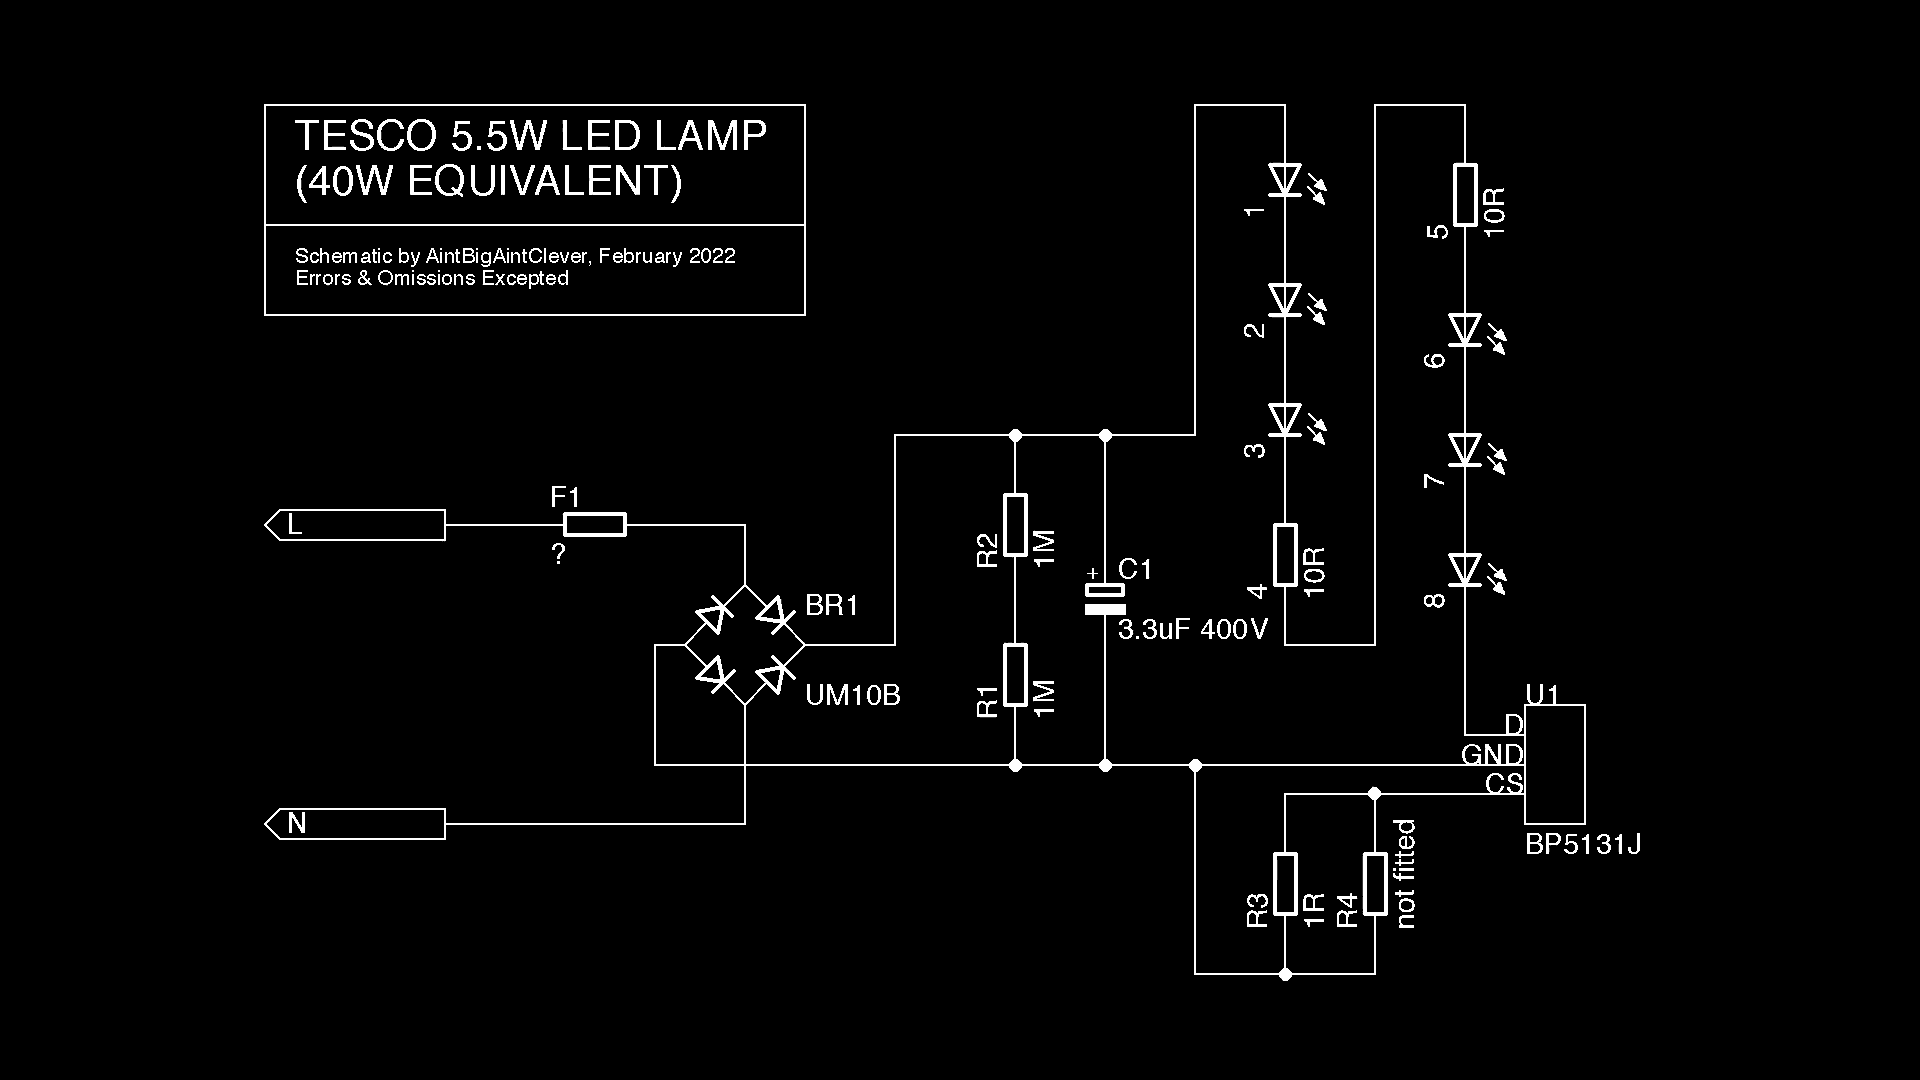 TESCO 5.5W LED LAMP
(40W EQUIVALENT)
Schematic by AintBigAintClever, February 2022
Errors & Omissions Excepted
L
F1
?
N
BR1
UM10B
R2
1M
R1
1M
+
C1
3.3uF 400V
1
2
3
4
10R
5
10R
6
7
8
U1
D
GND
CS
BP5131J
R3
1R
R4
not fitted